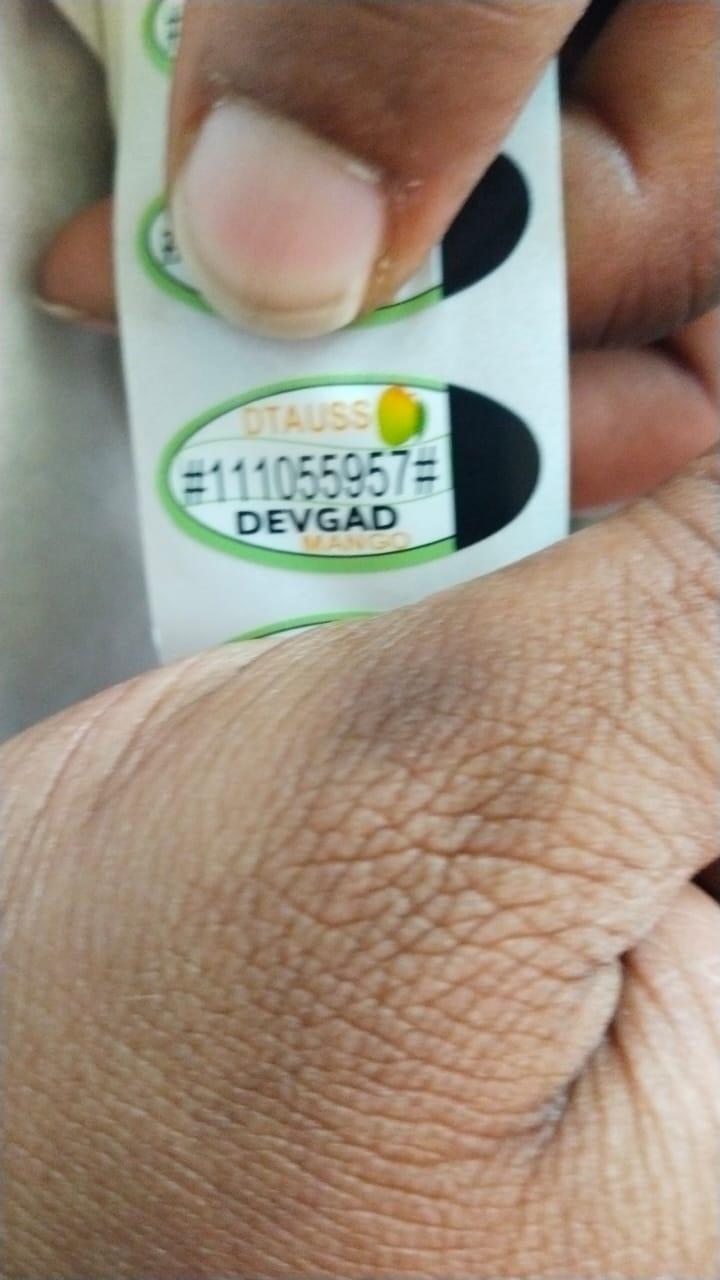 DTAUSS
#111055957#
DEVGAD
MANGO